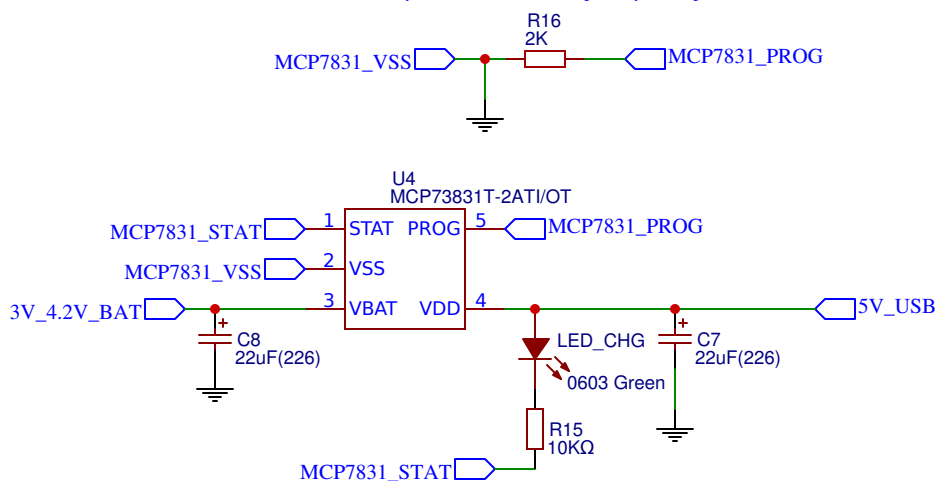 R16
2K
MCP7831_VSS
MCP7831_PROG
U4
MCP73831T-2ATI/OT
MCP7831_STAT
1
STAT
PROG
5
MCP7831_PROG
MCP7831_VSS
2
VSS
3V_4.2V_BAT
3
VBAT
VDD
4
5V_USB
+
C8
22uF(226)
LED_CHG
0603 Green
+
C7
22uF(226)
R15
10KΩ
MCP7831_STAT